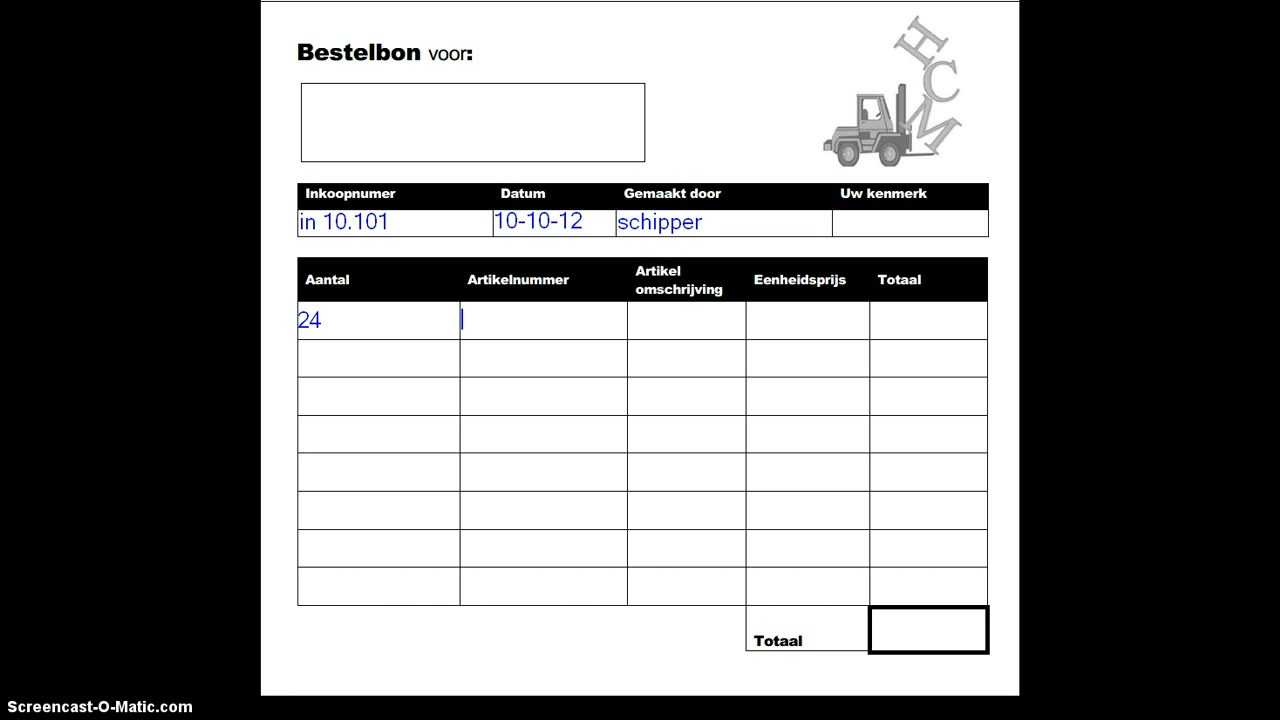 Bestelbon voor:
HCM
Inkoopnumer Datum Gemaakt door Uw kenmerk
in 10.101 10-10-12 schipper
Aantal Artikelnummer Artikel omschrijving Eenheidsprijs Totaal
24
Totaal
Screencast-O-Matic.com